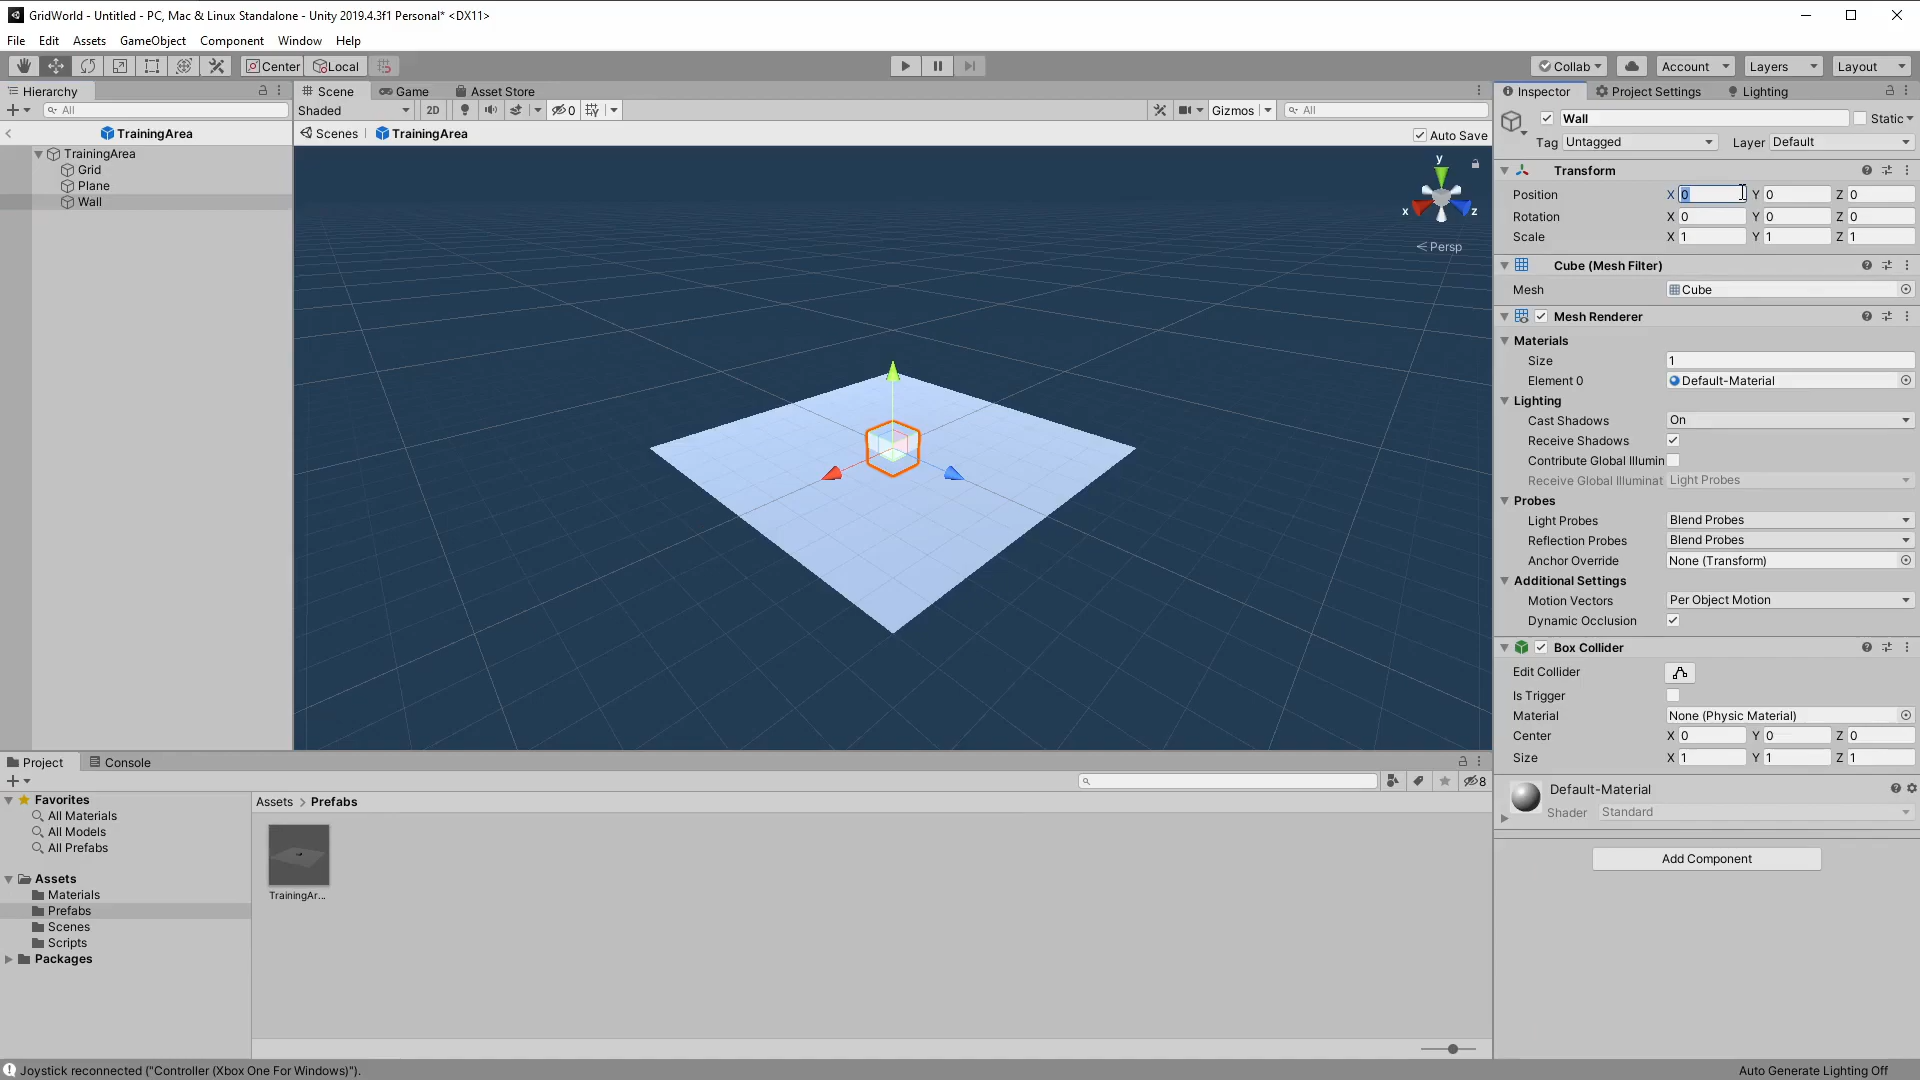 GridWorld - Untitled - PC, Mac & Linux Standalone - Unity 2019.4.3f1 Personal* <DX11>
File Edit Assets GameObject Component Window Help
Center Local Collab Account Layers Layout
Hierarchy
All
TrainingArea
TrainingArea
Grid
Plane
Wall
Scene Game Asset Store
Shaded 2D 0 Gizmos All
Scenes TrainingArea Auto Save
y
x z
Persp
Inspector Project Settings Lighting
Wall Static
Tag Untagged Layer Default
Transform
Position X 0 Y 0 Z 0
Rotation X 0 Y 0 Z 0
Scale X 1 Y 1 Z 1
Cube (Mesh Filter)
Mesh Cube
Mesh Renderer
Materials
Size 1
Element 0 Default-Material
Lighting
Cast Shadows On
Receive Shadows
Contribute Global Illumin
Receive Global Illuminat Light Probes
Probes
Light Probes Blend Probes
Reflection Probes Blend Probes
Anchor Override None (Transform)
Additional Settings
Motion Vectors Per Object Motion
Dynamic Occlusion
Box Collider
Edit Collider
Is Trigger
Material None (Physic Material)
Center X 0 Y 0 Z 0
Size X 1 Y 1 Z 1
Default-Material
Shader Standard
Add Component
Project Console
8
Favorites
All Materials
All Models
All Prefabs
Assets
Materials
Prefabs
Scenes
Scripts
Packages
Assets > Prefabs
TrainingAr...
Joystick reconnected ("Controller (Xbox One For Windows)").
Auto Generate Lighting Off